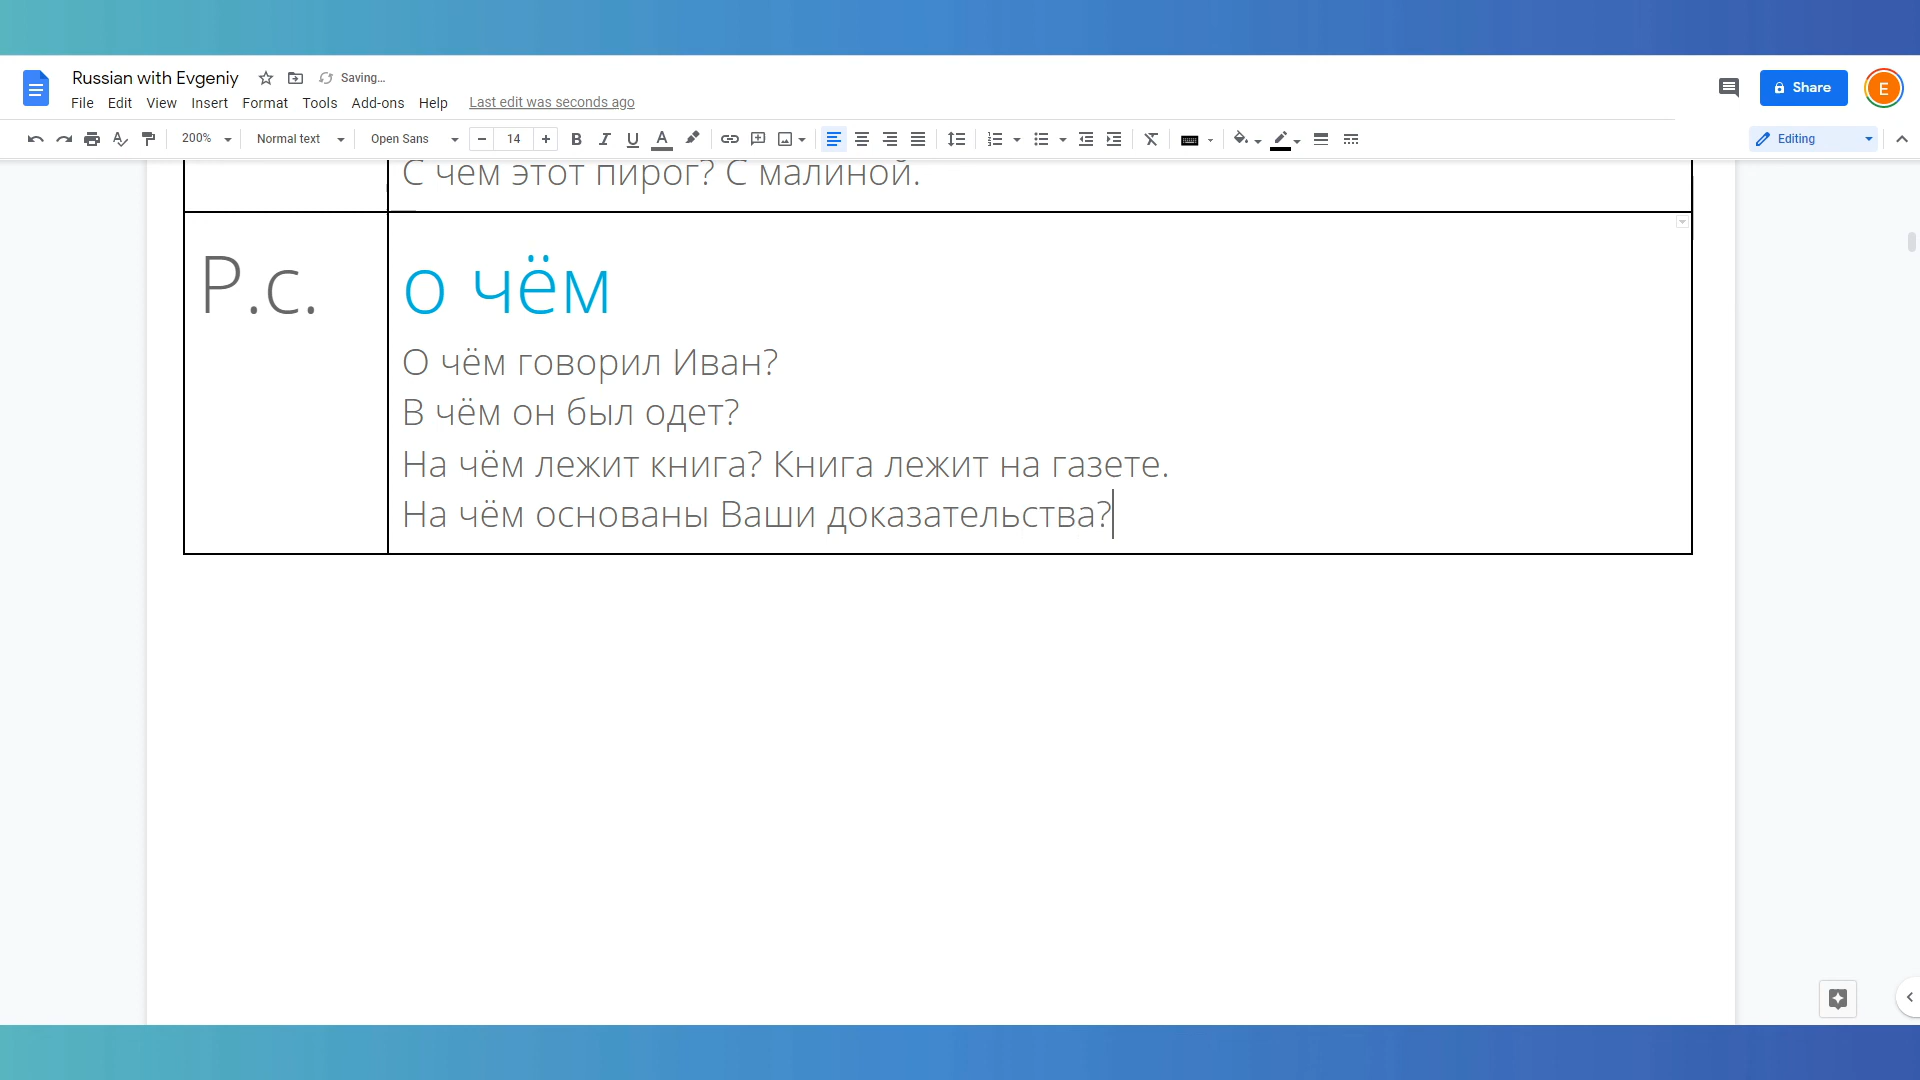 Russian with Evgeniy
Saving...
File Edit View Insert Format Tools Add-ons Help Last edit was seconds ago
Share
E
200% Normal text Open Sans 14 Editing
С чем этот пирог? С малиной.
P.c. о чём
О чём говорил Иван?
В чём он был одет?
На чём лежит книга? Книга лежит на газете.
На чём основаны Ваши доказательства?